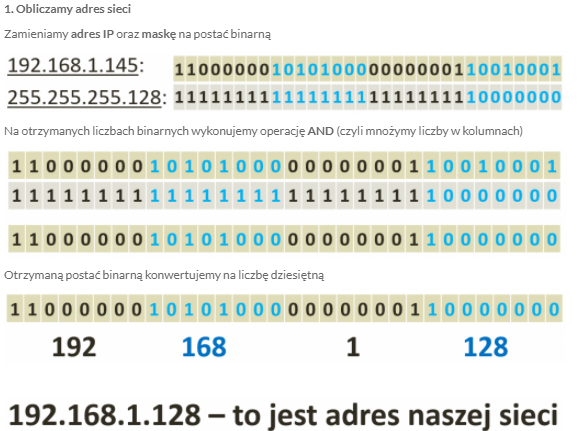 1. Obliczamy adres sieci
Zamieniamy adres IP oraz maskę na postać binarną
192.168.1.145: 11000000101010000000000110010001
255.255.255.128: 11111111111111111111111110000000
Na otrzymanych liczbach binarnych wykonujemy operację AND (czyli mnożymy liczby w kolumnach)
1 1 0 0 0 0 0 0 1 0 1 0 1 0 0 0 0 0 0 0 0 0 0 1 1 0 0 1 0 0 0 1
1 1 1 1 1 1 1 1 1 1 1 1 1 1 1 1 1 1 1 1 1 1 1 1 1 0 0 0 0 0 0 0
1 1 0 0 0 0 0 0 1 0 1 0 1 0 0 0 0 0 0 0 0 0 0 1 1 0 0 0 0 0 0 0
Otrzymaną postać binarną konwertujemy na liczbę dziesiętną
1 1 0 0 0 0 0 0 1 0 1 0 1 0 0 0 0 0 0 0 0 0 0 1 1 0 0 0 0 0 0 0
192 168 1 128
192.168.1.128 – to jest adres naszej sieci